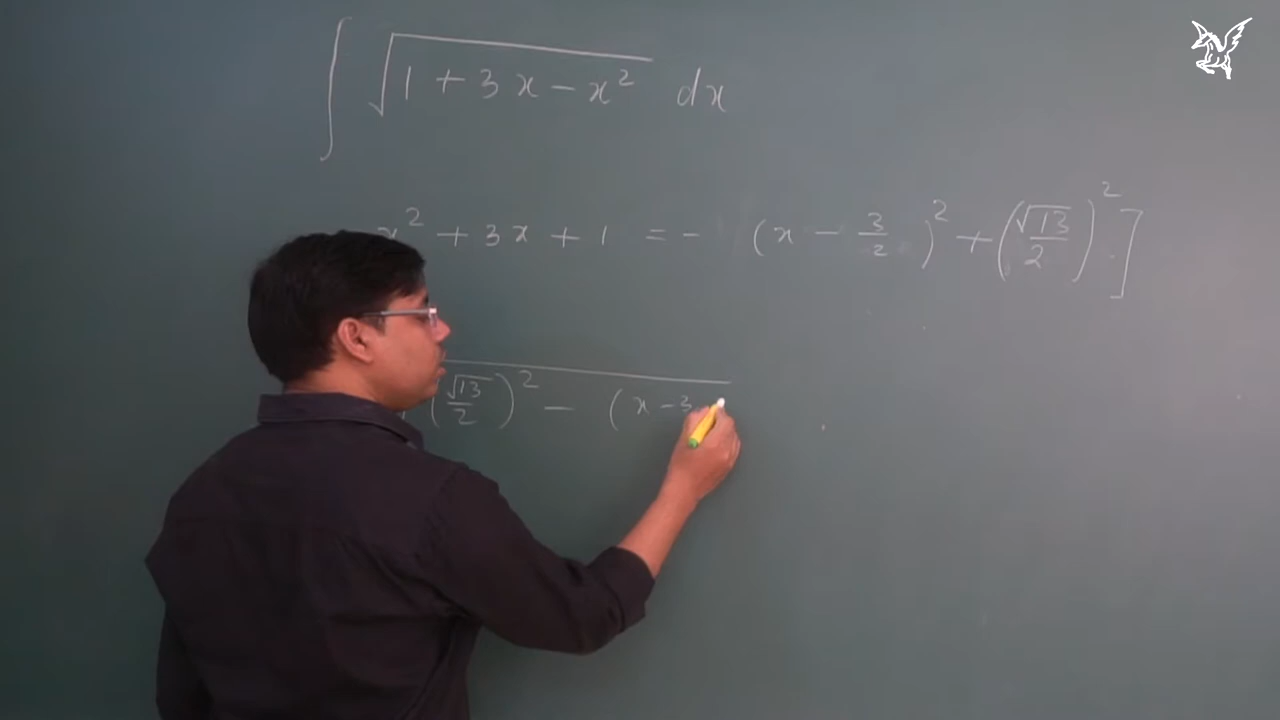 ∫ √(1 + 3x − x²) dx
x² + 3x + 1 = − (x − 3/2)² + (√13/2)² ]
(√13/2)² − (x − 3